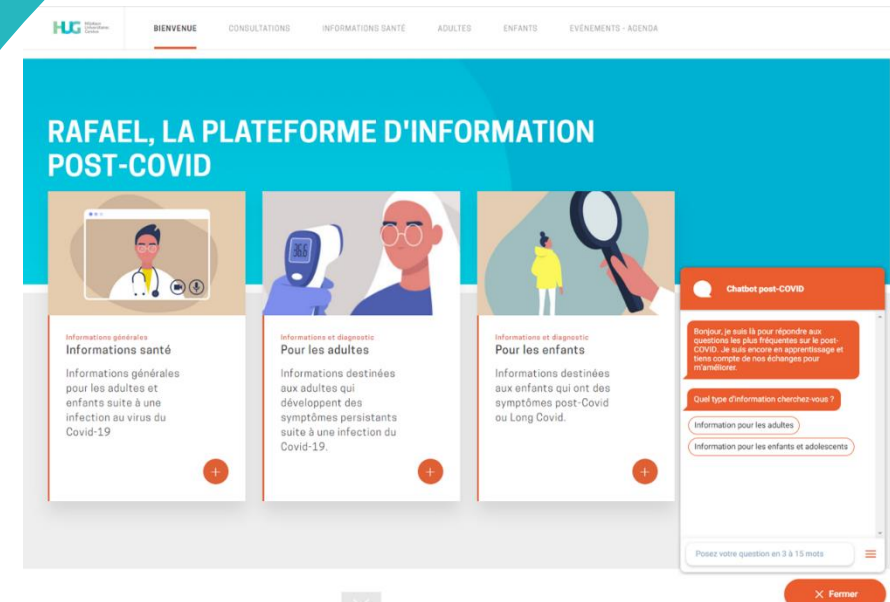 HUG
Hôpitaux
Universitaires
Genève
BIENVENUE
CONSULTATIONS
INFORMATIONS SANTÉ
ADULTES
ENFANTS
EVÉNEMENTS - AGENDA
RAFAEL, LA PLATEFORME D'INFORMATION
POST-COVID
36.6
Informations générales
Informations santé
Informations générales
pour les adultes et
enfants suite à une
infection au virus du
Covid-19
Informations et diagnostic
Pour les adultes
Informations destinées
aux adultes qui
développent des
symptômes persistants
suite à une infection du
Covid-19.
Informations et diagnostic
Pour les enfants
Informations destinées
aux enfants qui ont des
symptômes post-Covid
ou Long Covid.
Chatbot post-COVID
Bonjour, je suis là pour répondre aux
questions les plus fréquentes sur le post-
COVID. Je suis encore en apprentissage et
tiens compte de nos échanges pour
m'améliorer.
Quel type d'information cherchez-vous ?
Information pour les adultes
Information pour les enfants et adolescents
Posez votre question en 3 à 15 mots
Fermer